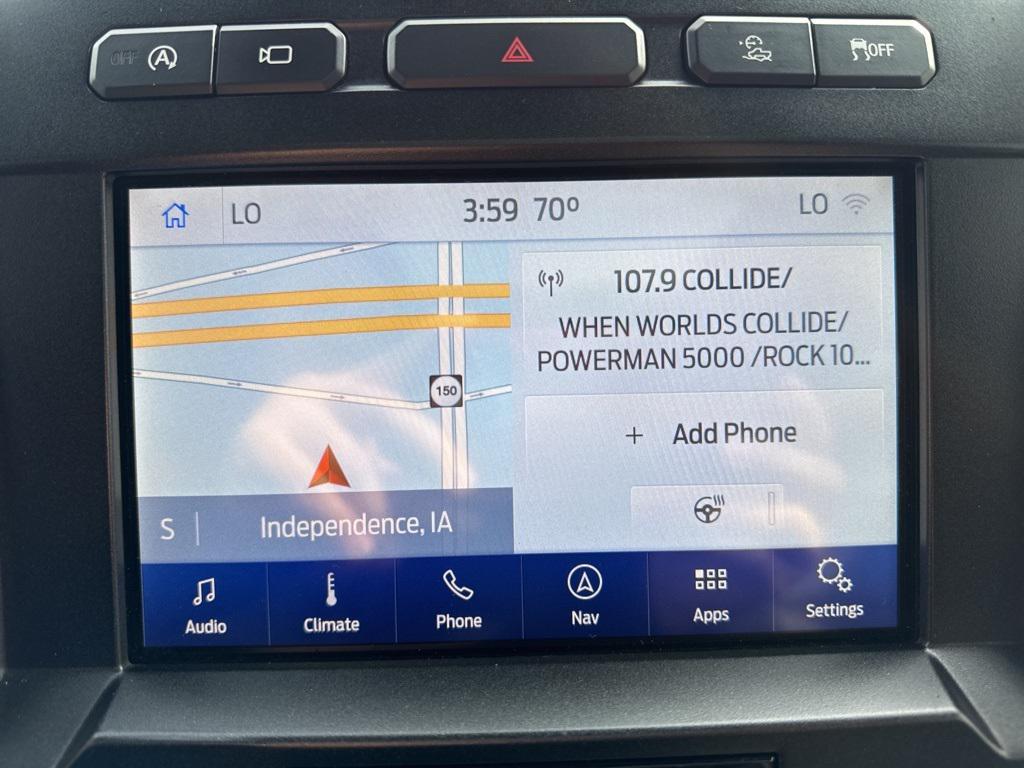 OFF A
OFF
LO 3:59 70° LO
107.9 COLLIDE/
WHEN WORLDS COLLIDE/
POWERMAN 5000 /ROCK 10...
150
+ Add Phone
S Independence, IA
Audio Climate Phone Nav Apps Settings